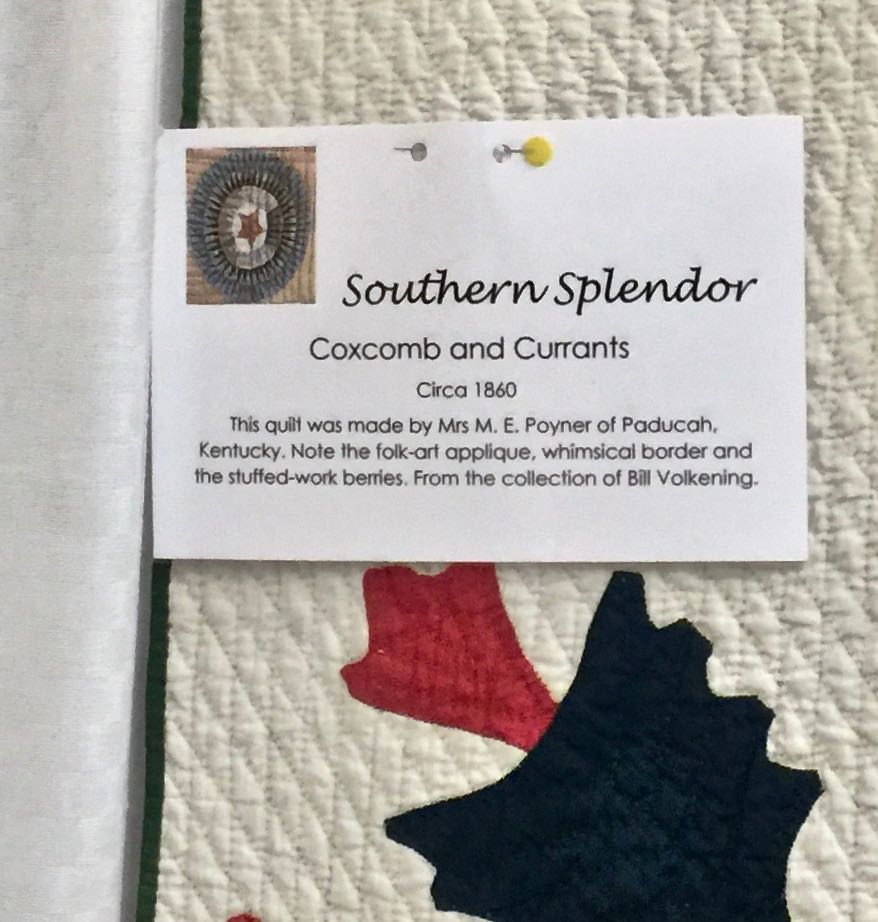 Southern Splendor
Coxcomb and Currants
Circa 1860
This quilt was made by Mrs M. E. Poyner of Paducah,
Kentucky. Note the folk-art applique, whimsical border and
the stuffed-work berries. From the collection of Bill Volkening.